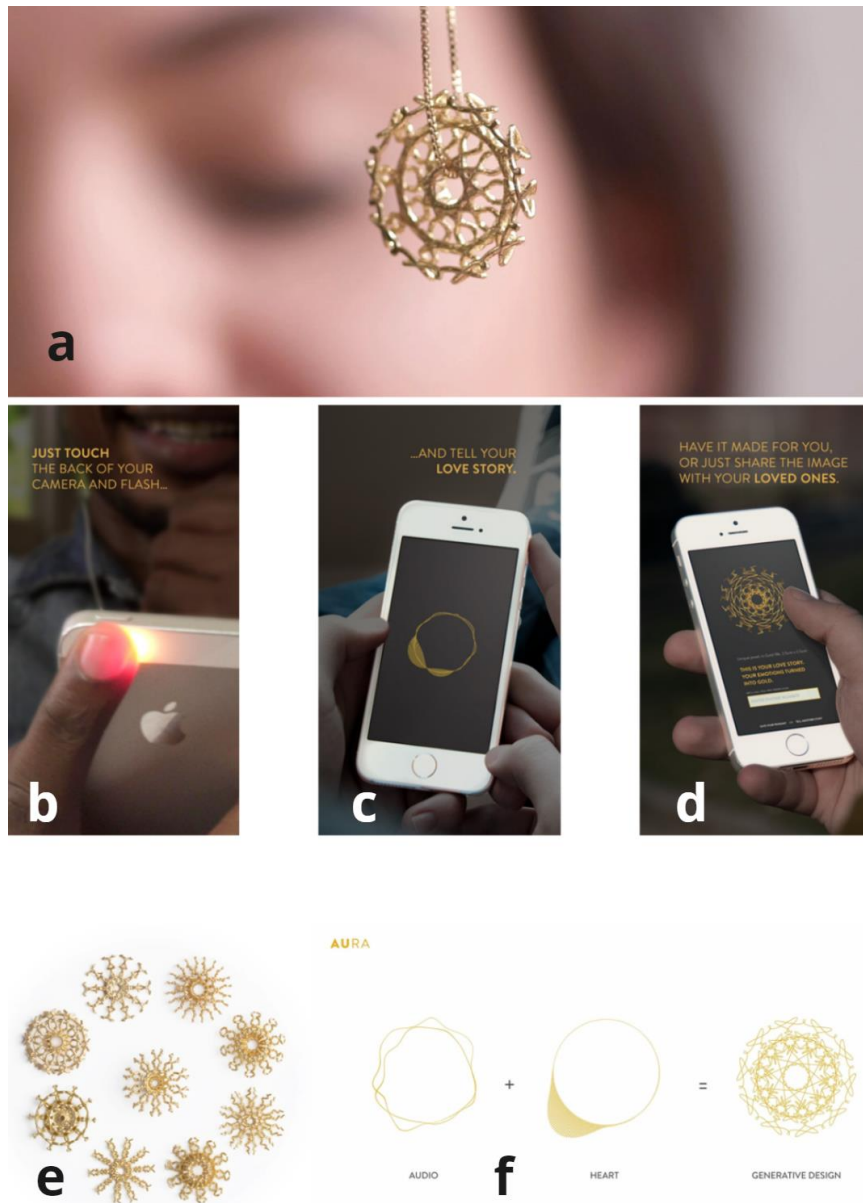 a
JUST TOUCH
THE BACK OF YOUR
CAMERA AND FLASH...
b
...AND TELL YOUR
LOVE STORY.
c
HAVE IT MADE FOR YOU,
OR JUST SHARE THE IMAGE
WITH YOUR LOVED ONES.
THIS IS YOUR LOVE STORY,
YOUR EMOTIONS TURNED
INTO GOLD.
d
e
AURA
+
=
AUDIO
HEART
GENERATIVE DESIGN
f